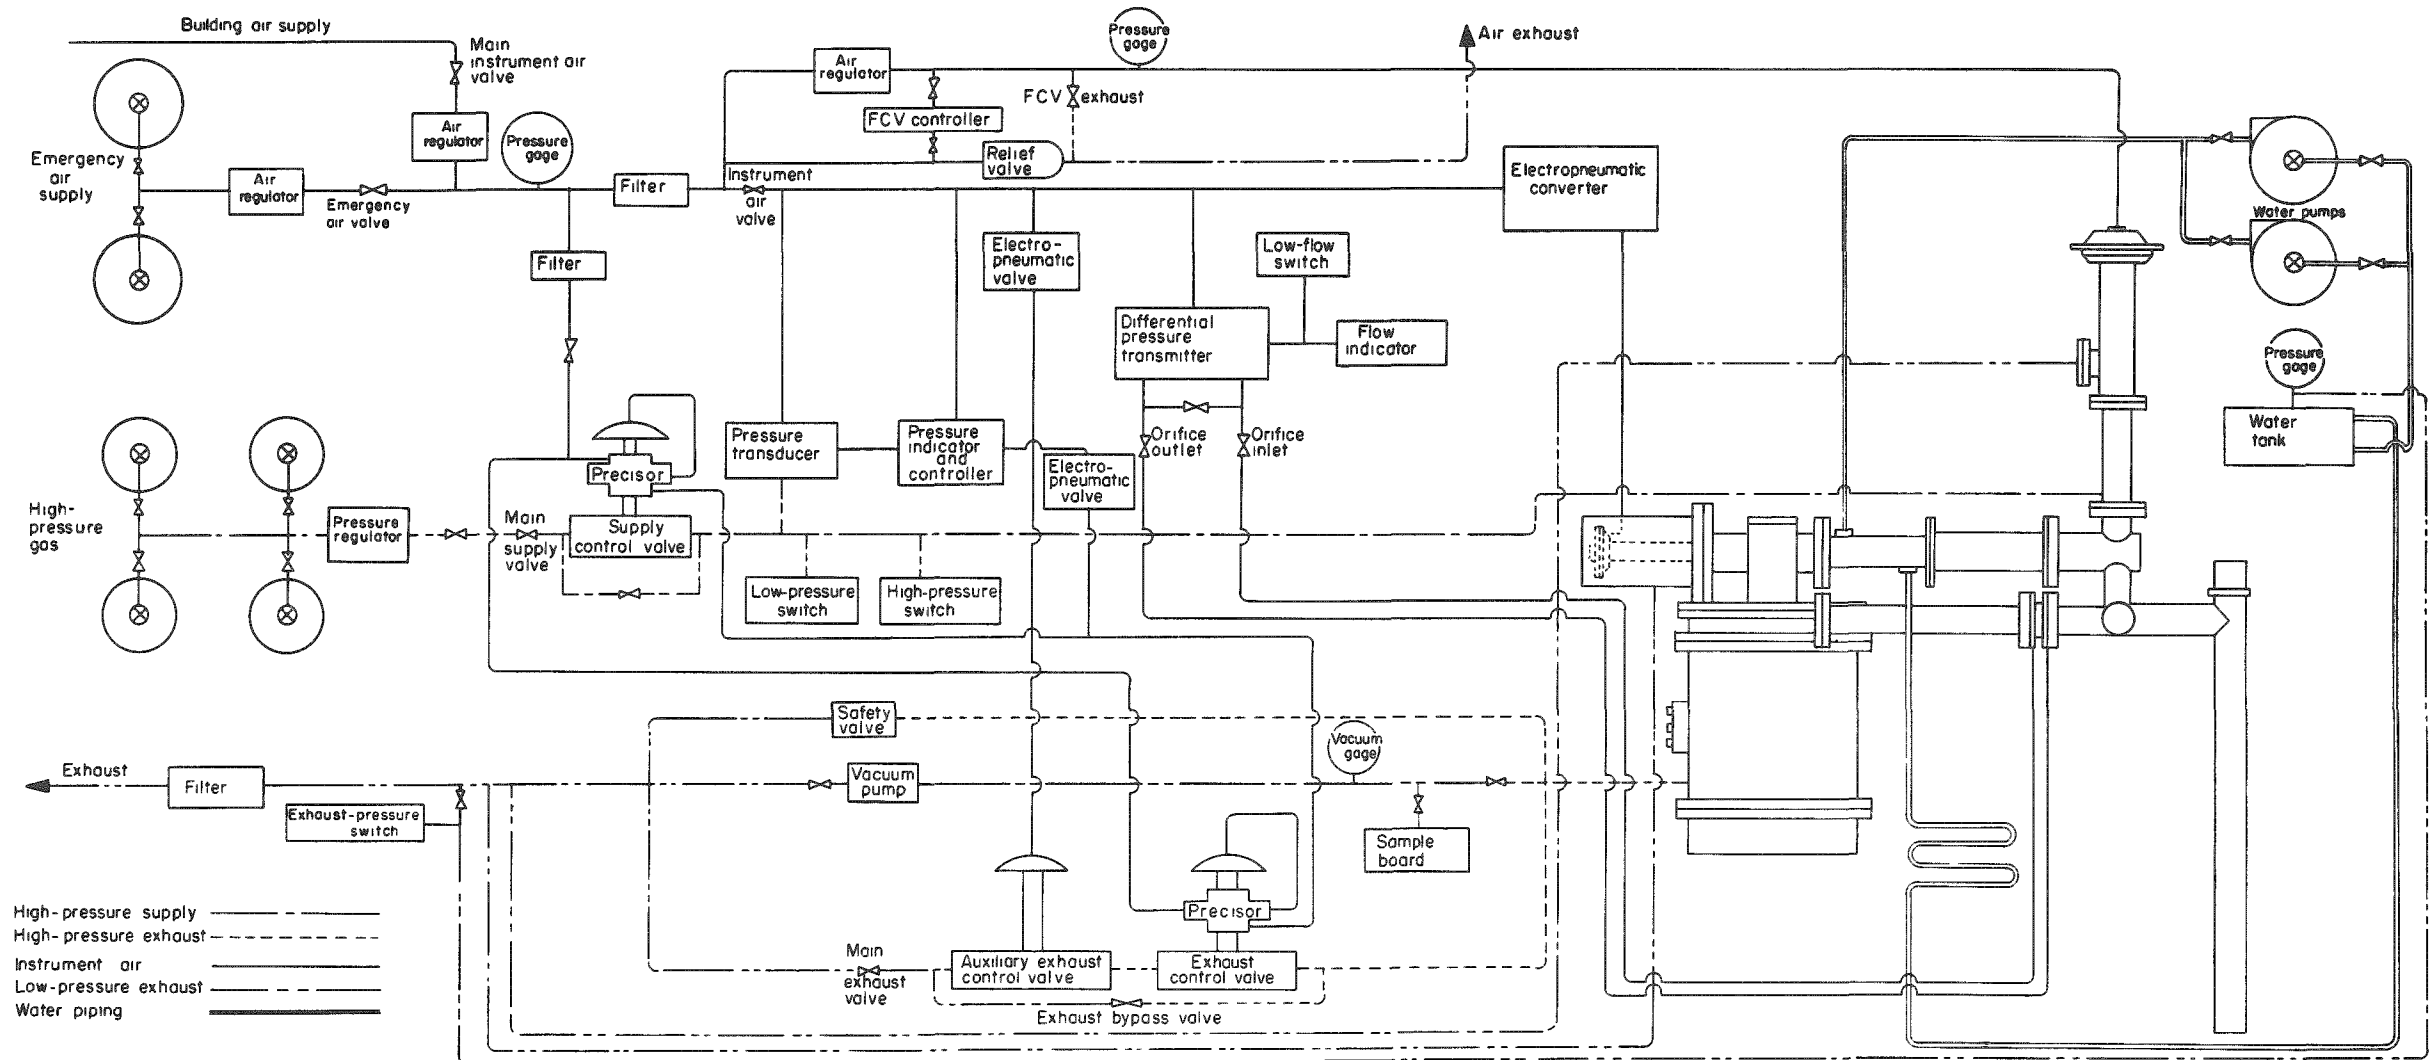 Building air supply
Main
instrument air
valve
Air
regulator
Pressure
gage
Emergency
air
supply
Air
regulator
Emergency
air valve
Filter
Filter
Air
regulator
FCV controller
Pressure
gage
FCV exhaust
Air exhaust
Relief
valve
Instrument
air
valve
Electropneumatic
converter
Electro-
pneumatic
valve
Low-flow
switch
Differential
pressure
transmitter
Flow
indicator
Orifice
outlet
Orifice
inlet
Water pumps
Pressure
gage
Water
tank
Pressure
transducer
Pressure
indicator
and
controller
Electro-
pneumatic
valve
Precisor
High-
pressure
gas
Pressure
regulator
Main
supply
valve
Supply
control valve
Low-pressure
switch
High-pressure
switch
Safety
valve
Vacuum
gage
Exhaust
Filter
Vacuum
pump
Exhaust-pressure
switch
Sample
board
Precisor
Main
exhaust
valve
Auxiliary exhaust
control valve
Exhaust
control valve
Exhaust bypass valve
High-pressure supply
High-pressure exhaust
Instrument air
Low-pressure exhaust
Water piping